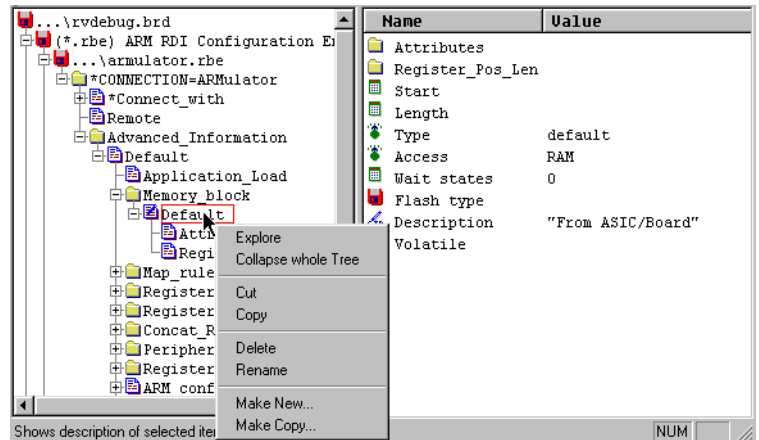 ...\rvdebug.brd
(*.rbe) ARM RDI Configuration
...\armulator.rbe
*CONNECTION=ARMulator
*Connect_with
Remote
Advanced_Information
Default
Application_Load
Memory_block
Default
Att
Regi
Map_rule
Register
Register
Concat_R
Peripher
Register
ARM conf
Shows description of selected
Explore
Collapse whole Tree
Cut
Copy
Delete
Rename
Make New...
Make Copy...
Name Value
Attributes
Register_Pos_Len
Start
Length
Type default
Access RAM
Wait states 0
Flash type
Description "From ASIC/Board"
Volatile
NUM